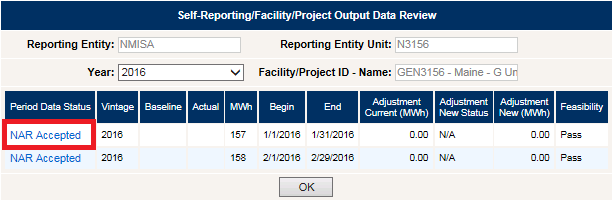 Self-Reporting/Facility/Project Output Data Review
Reporting Entity: NMISA Reporting Entity Unit: N3156
Year: 2016 Facility/Project ID - Name: GEN3156 - Maine - G Un
Period Data Status Vintage Baseline Actual MWh Begin End Adjustment Current (MWh) Adjustment New Status Adjustment New (MWh) Feasibility
NAR Accepted 2016 157 1/1/2016 1/31/2016 0.00 N/A 0.00 Pass
NAR Accepted 2016 158 2/1/2016 2/29/2016 0.00 N/A 0.00 Pass
OK